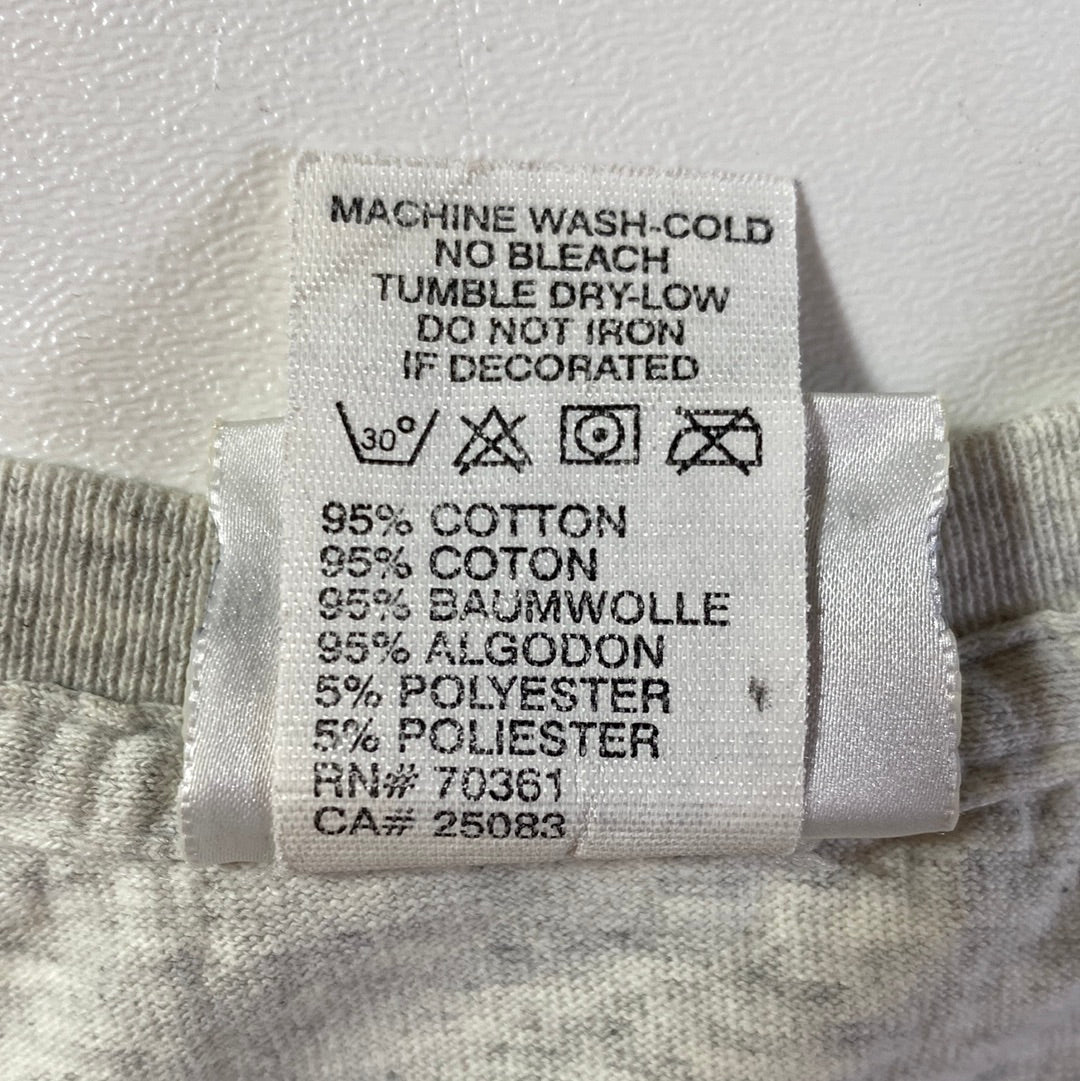 MACHINE WASH-COLD
NO BLEACH
TUMBLE DRY-LOW
DO NOT IRON
IF DECORATED
30°
95% COTTON
95% COTON
95% BAUMWOLLE
95% ALGODON
5% POLYESTER
5% POLIESTER
RN# 70361
CA# 25083